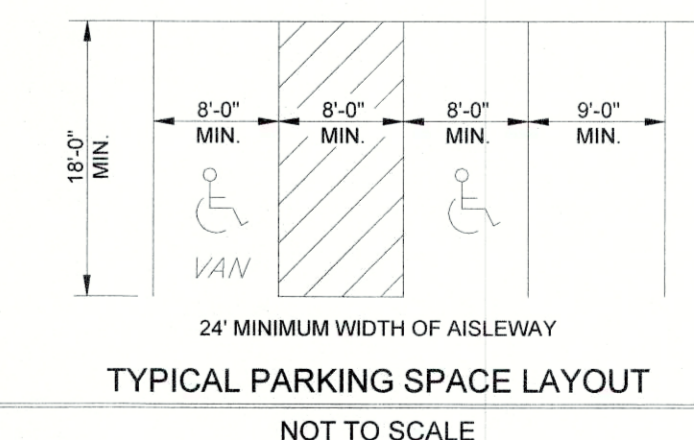 8'-0"
MIN.
8'-0"
MIN.
8'-0"
MIN.
9'-0"
MIN.
18'-0"
MIN.
VAN
24' MINIMUM WIDTH OF AISLEWAY
TYPICAL PARKING SPACE LAYOUT
NOT TO SCALE